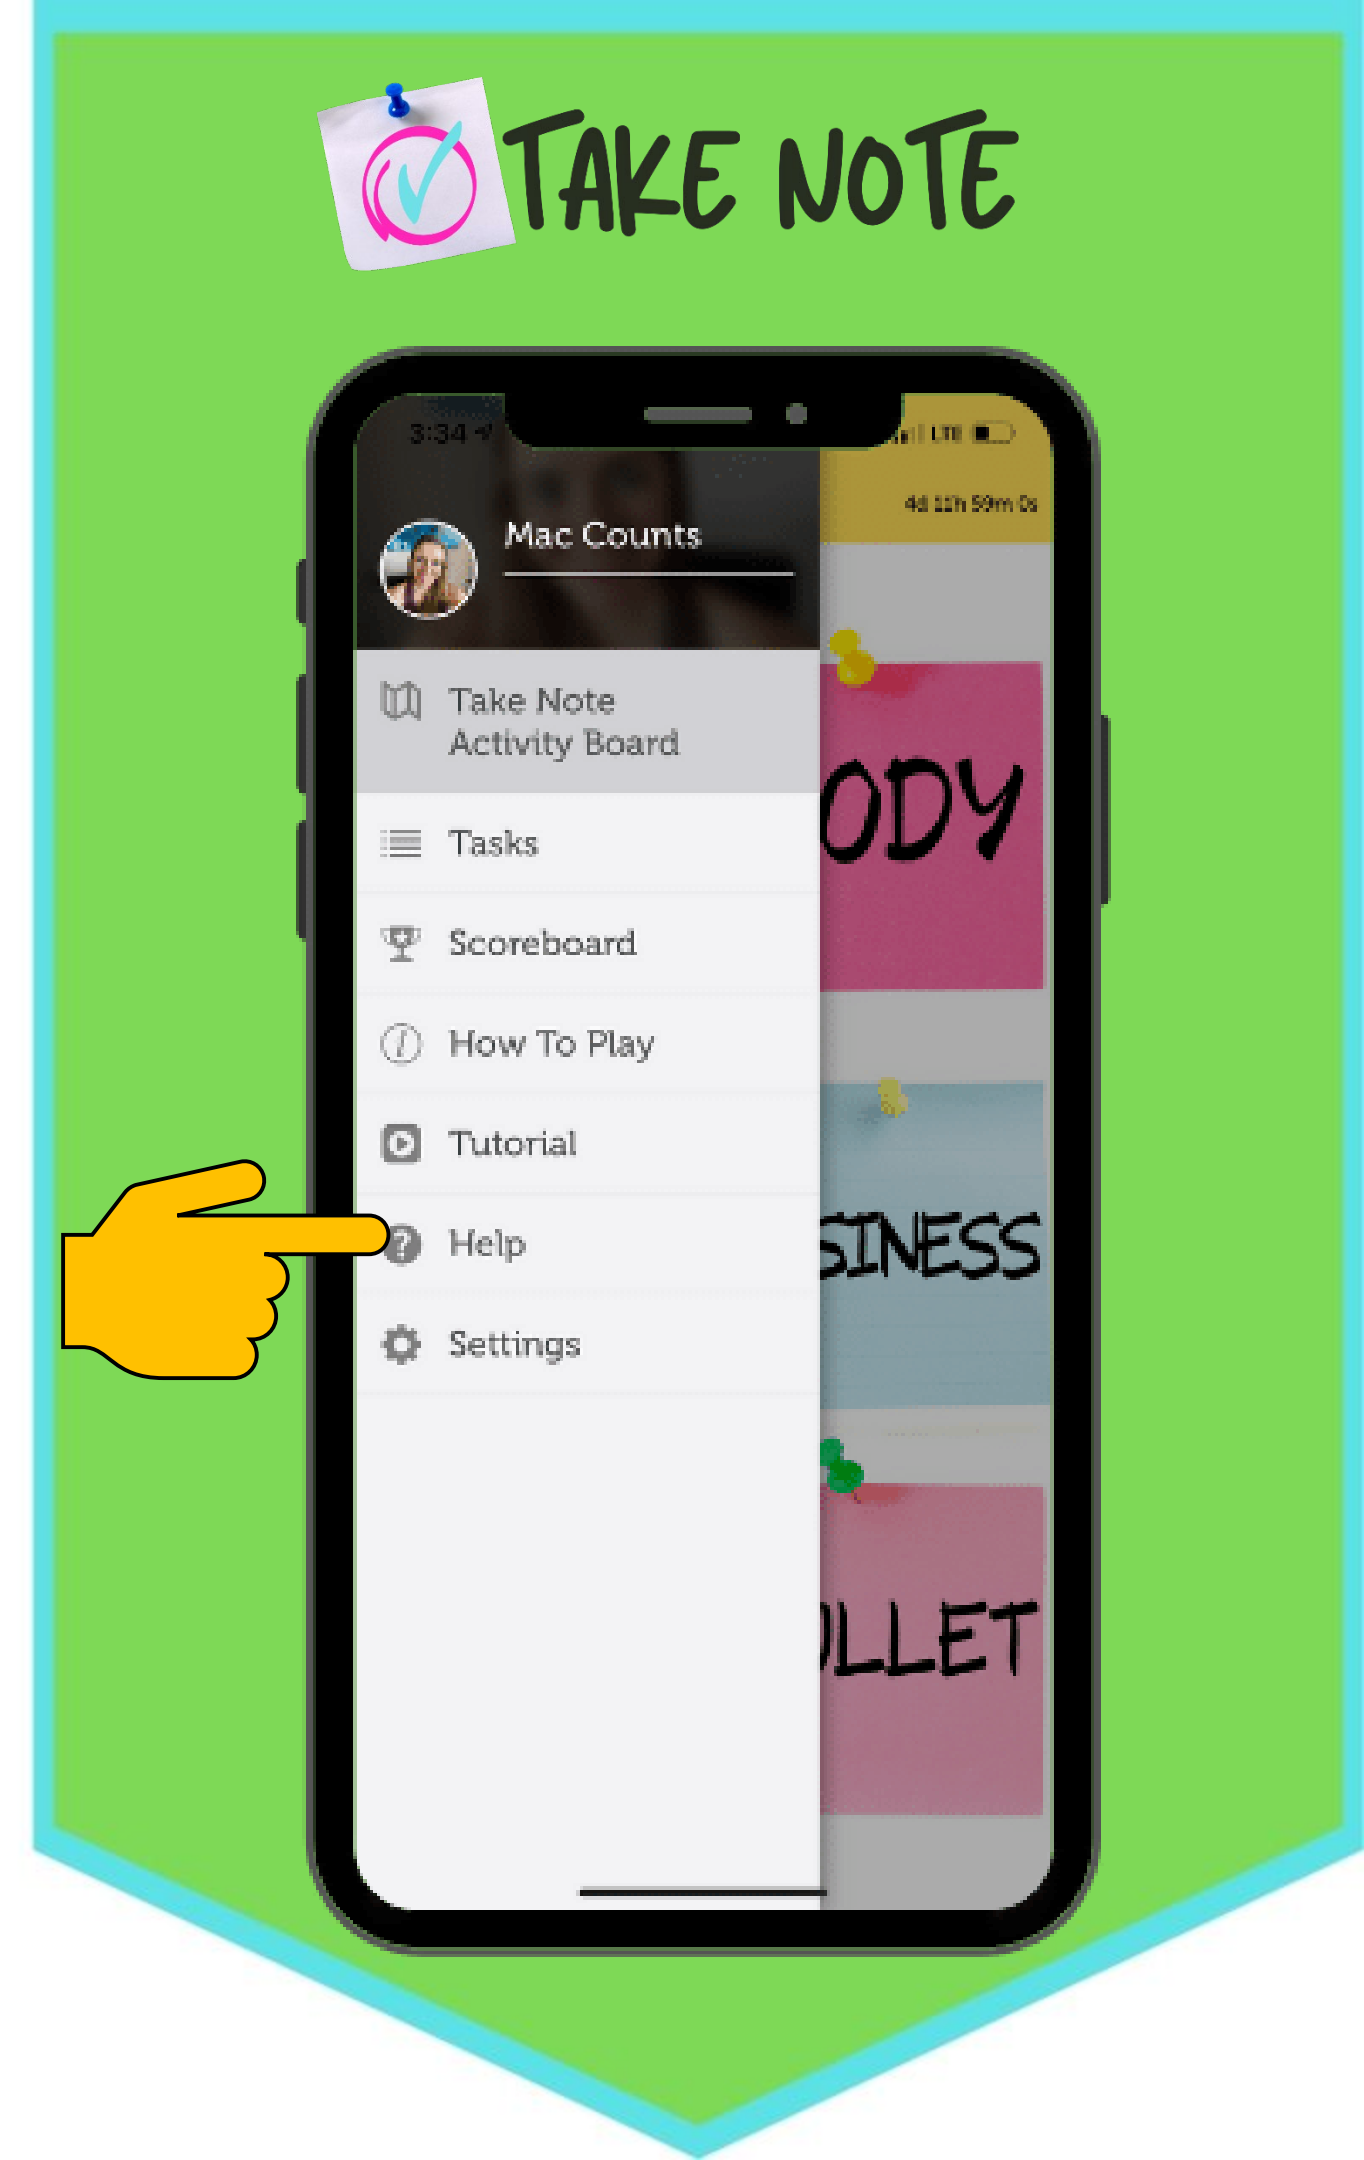 TAKE NOTE
3:34
LTE
4d 11h 59m 0s
Mac Counts
Take Note
Activity Board
Tasks
Scoreboard
How To Play
Tutorial
Help
Settings
ODY
SINESS
LLET